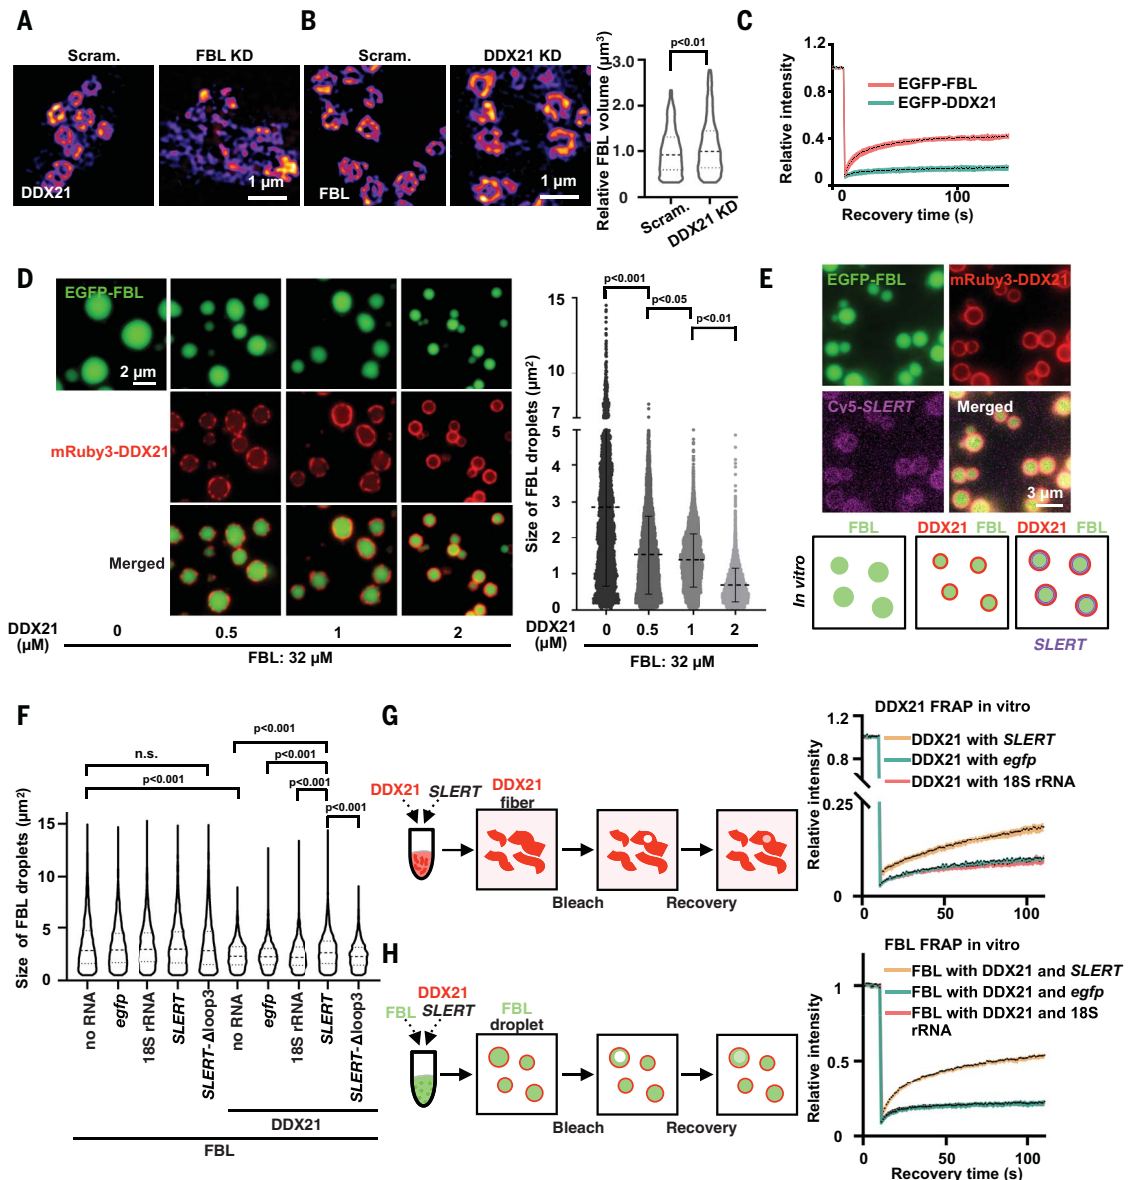 A
Scram.
FBL KD
DDX21
1 μm
B
Scram.
DDX21 KD
FBL
1 μm
Relative FBL volume (μm³)
p<0.01
3.0
2.0
1.0
0
Scram.
DDX21 KD
C
Relative intensity
1.2
0.8
0.4
0
EGFP-FBL
EGFP-DDX21
100
Recovery time (s)
D
EGFP-FBL
2 μm
mRuby3-DDX21
Merged
DDX21
(μM)
0
0.5
1
2
FBL: 32 μM
Size of FBL droplets (μm²)
p<0.001
p<0.05
p<0.01
15
10
7
5
4
3
2
1
0
DDX21
(μM)
0
0.5
1
2
FBL: 32 μM
E
EGFP-FBL
mRuby3-DDX21
Cy5-SLERT
Merged
3 μm
FBL
DDX21 FBL
DDX21 FBL
In vitro
SLERT
F
p<0.001
n.s.
p<0.001
p<0.001
p<0.001
p<0.001
Size of FBL droplets (μm²)
15
10
5
0
no RNA
egfp
18S rRNA
SLERT
SLERT-Δloop3
no RNA
egfp
18S rRNA
SLERT
SLERT-Δloop3
DDX21
FBL
G
DDX21
SLERT
DDX21
fiber
Bleach
Recovery
DDX21 FRAP in vitro
Relative intensity
1.2
0.8
0.25
0
DDX21 with SLERT
DDX21 with egfp
DDX21 with 18S rRNA
0
50
100
H
DDX21
FBL
SLERT
FBL
droplet
Bleach
Recovery
FBL FRAP in vitro
Relative intensity
1
0.5
0
FBL with DDX21 and SLERT
FBL with DDX21 and egfp
FBL with DDX21 and 18S
rRNA
0
50
100
Recovery time (s)